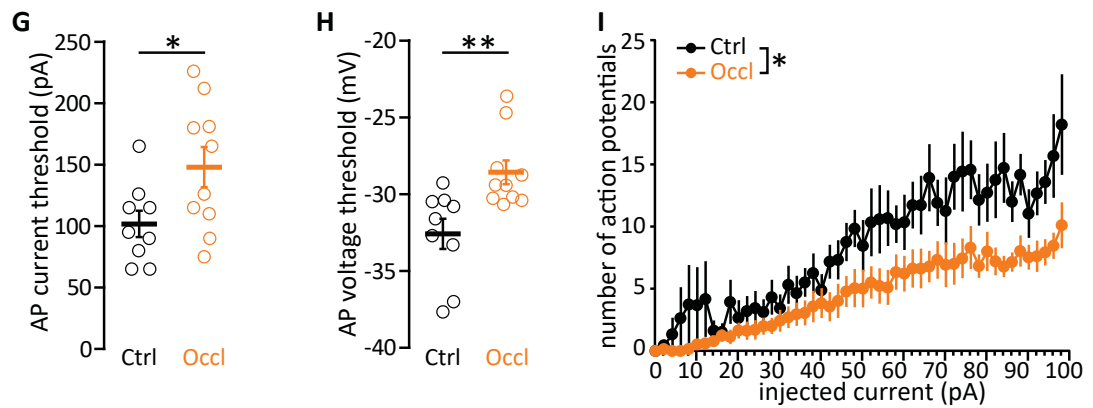 G
*
AP current threshold (pA)
250
200
150
100
50
0
Ctrl
Occl
H
**
AP voltage threshold (mV)
-20
-25
-30
-35
-40
Ctrl
Occl
I
Ctrl
Occl
*
number of action potentials
25
20
15
10
5
0
0 10 20 30 40 50 60 70 80 90 100
injected current (pA)